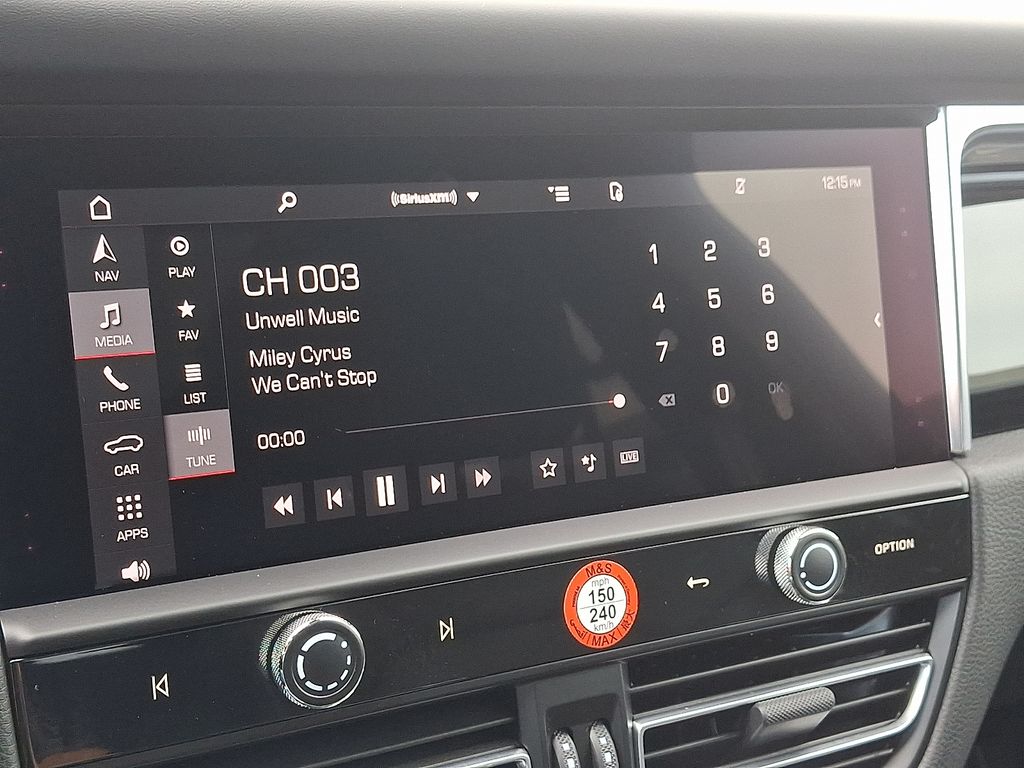 ((SiriusXM))
12:15 PM
NAV
MEDIA
PHONE
CAR
APPS
PLAY
FAV
LIST
TUNE
CH 003
Unwell Music
Miley Cyrus
We Can't Stop
00:00
1 2 3
4 5 6
7 8 9
0 OK
LIVE
OPTION
M&S
mph
150
240
km/h
MAX